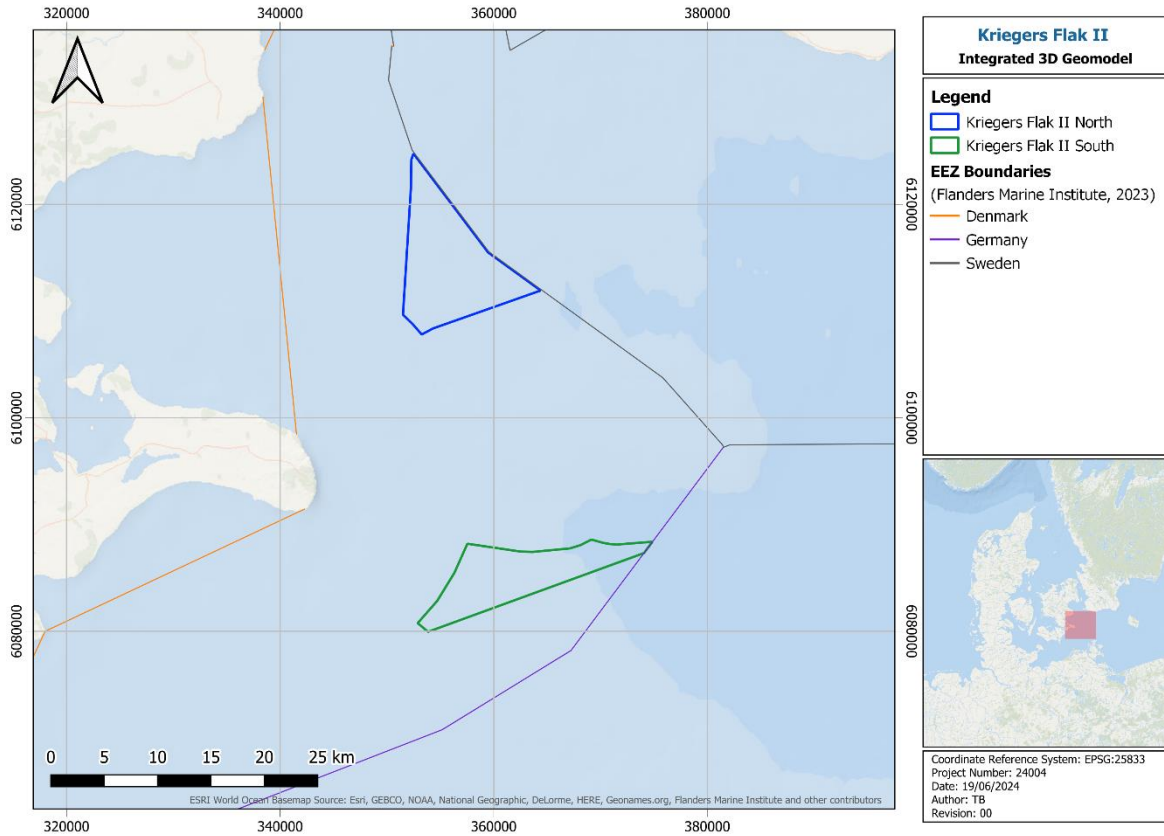 320000 340000 360000 380000
Kriegers Flak II
Integrated 3D Geomodel
Legend
Kriegers Flak II North
Kriegers Flak II South
EEZ Boundaries
(Flanders Marine Institute, 2023)
Denmark
Germany
Sweden
6120000 6120000
6100000 6100000
6080000 6080000
0 5 10 15 20 25 km
ESRI World Ocean Basemap Source: Esri, GEBCO, NOAA, National Geographic, DeLorme, HERE, Geonames.org, Flanders Marine Institute and other contributors
320000 340000 360000 380000
Coordinate Reference System: EPSG:25833
Project Number: 24004
Date: 19/06/2024
Author: TB
Revision: 00